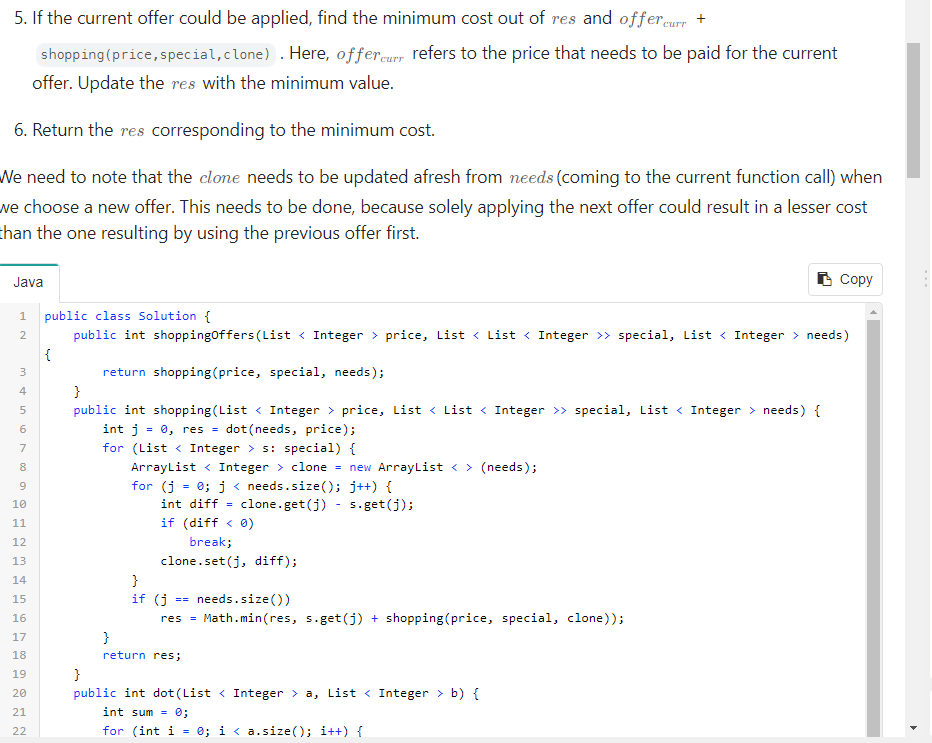 5. If the current offer could be applied, find the minimum cost out of res and offer_curr +
shopping(price,special,clone) . Here, offer_curr refers to the price that needs to be paid for the current
offer. Update the res with the minimum value.
6. Return the res corresponding to the minimum cost.
We need to note that the clone needs to be updated afresh from needs(coming to the current function call) when
we choose a new offer. This needs to be done, because solely applying the next offer could result in a lesser cost
than the one resulting by using the previous offer first.
Java
Copy
1 public class Solution {
2 public int shoppingOffers(List < Integer > price, List < List < Integer >> special, List < Integer > needs)
{
3 return shopping(price, special, needs);
4 }
5 public int shopping(List < Integer > price, List < List < Integer >> special, List < Integer > needs) {
6 int j = 0, res = dot(needs, price);
7 for (List < Integer > s: special) {
8 ArrayList < Integer > clone = new ArrayList < > (needs);
9 for (j = 0; j < needs.size(); j++) {
10 int diff = clone.get(j) - s.get(j);
11 if (diff < 0)
12 break;
13 clone.set(j, diff);
14 }
15 if (j == needs.size())
16 res = Math.min(res, s.get(j) + shopping(price, special, clone));
17 }
18 return res;
19 }
20 public int dot(List < Integer > a, List < Integer > b) {
21 int sum = 0;
22 for (int i = 0; i < a.size(); i++) {